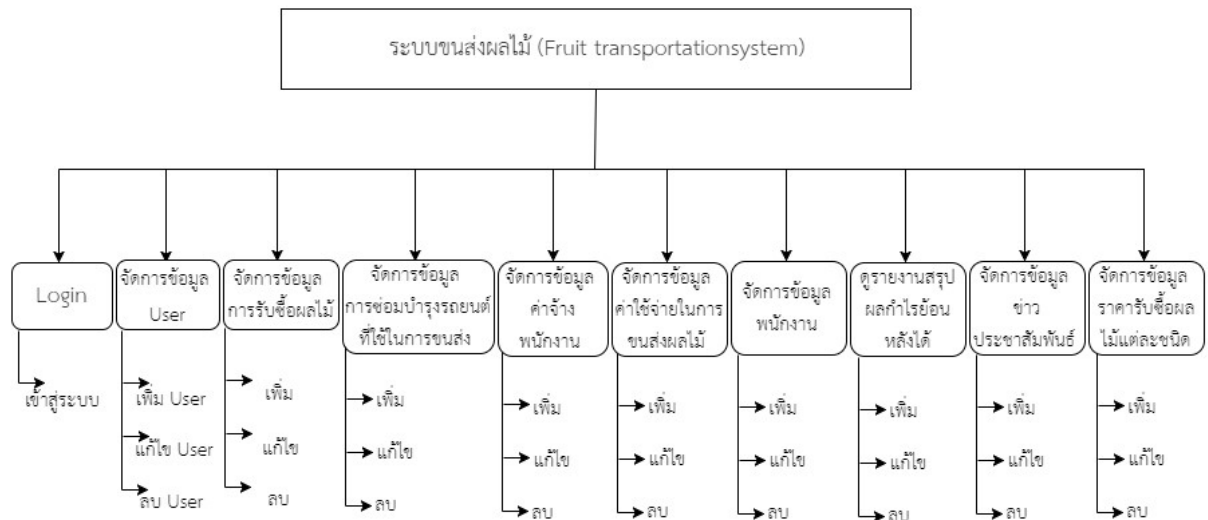 ระบบขนส่งผลไม้ (Fruit transportationsystem)
Login
เข้าสู่ระบบ
จัดการข้อมูล
User
เพิ่ม User
แก้ไข User
ลบ User
จัดการข้อมูล
การรับซื้อผลไม้
เพิ่ม
แก้ไข
ลบ
จัดการข้อมูล
การซ่อมบำรุงรถยนต์
ที่ใช้ในการขนส่ง
เพิ่ม
แก้ไข
ลบ
จัดการข้อมูล
ค่าจ้าง
พนักงาน
เพิ่ม
แก้ไข
ลบ
จัดการข้อมูล
ค่าใช้จ่ายในการ
ขนส่งผลไม้
เพิ่ม
แก้ไข
ลบ
จัดการข้อมูล
พนักงาน
เพิ่ม
แก้ไข
ลบ
ดูรายงานสรุป
ผลกำไรย้อน
หลังได้
เพิ่ม
แก้ไข
ลบ
จัดการข้อมูล
ข่าว
ประชาสัมพันธ์
เพิ่ม
แก้ไข
ลบ
จัดการข้อมูล
ราคารับซื้อผล
ไม้แต่ละชนิด
เพิ่ม
แก้ไข
ลบ